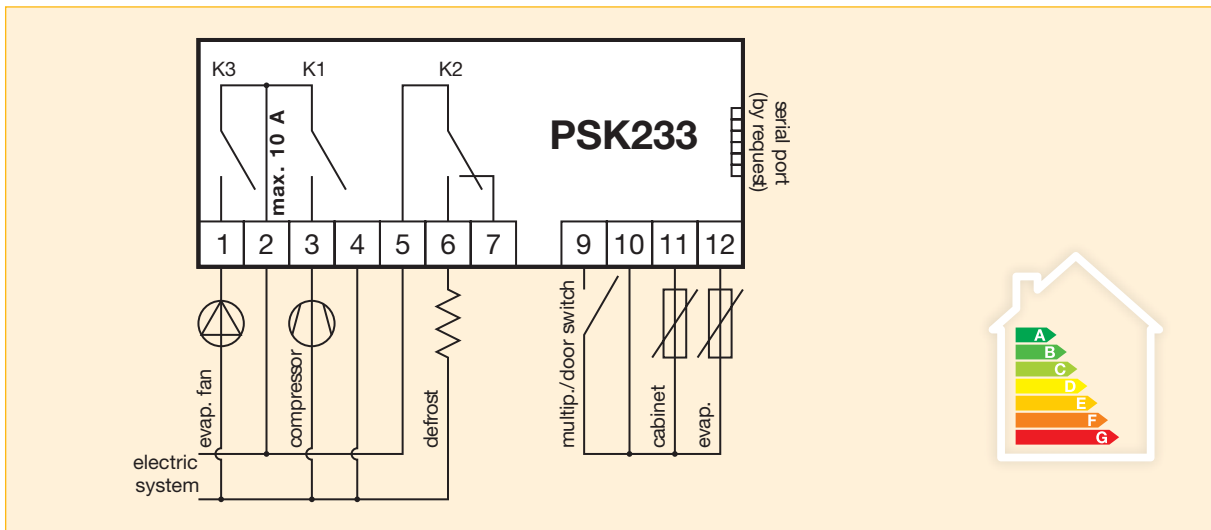 K3
K1
K2
max. 10 A
PSK233
serial port
(by request)
1
2
3
4
5
6
7
9
10
11
12
evap. fan
compressor
defrost
multip./door switch
cabinet
evap.
electric
system
A
B
C
D
E
F
G